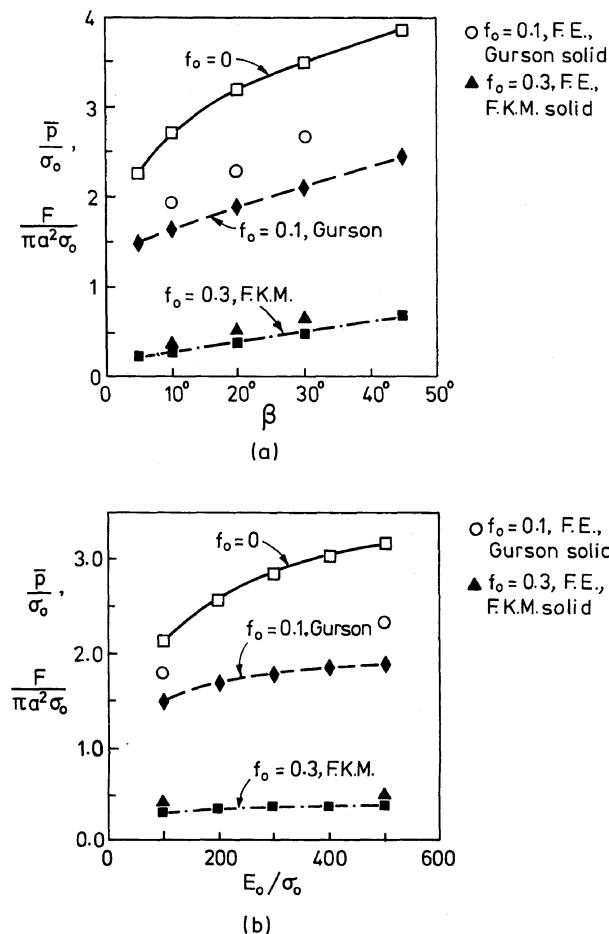 4
3
2
1
0
p̅/σ₀,
F/πa²σ₀
f₀ = 0
f₀ = 0.1, Gurson
f₀ = 0.3, F.K.M.
0 10° 20° 30° 40° 50°
β
(a)
○ f₀ = 0.1, F.E.,
Gurson solid
▲ f₀ = 0.3, F.E.,
F.K.M. solid
3.0
2.0
1.0
0.0
p̅/σ₀,
F/πa²σ₀
f₀ = 0
f₀ = 0.1, Gurson
f₀ = 0.3, F.K.M.
0 200 400 600
E₀/σ₀
(b)
○ f₀ = 0.1, F.E.,
Gurson solid
▲ f₀ = 0.3, F.E.,
F.K.M. solid